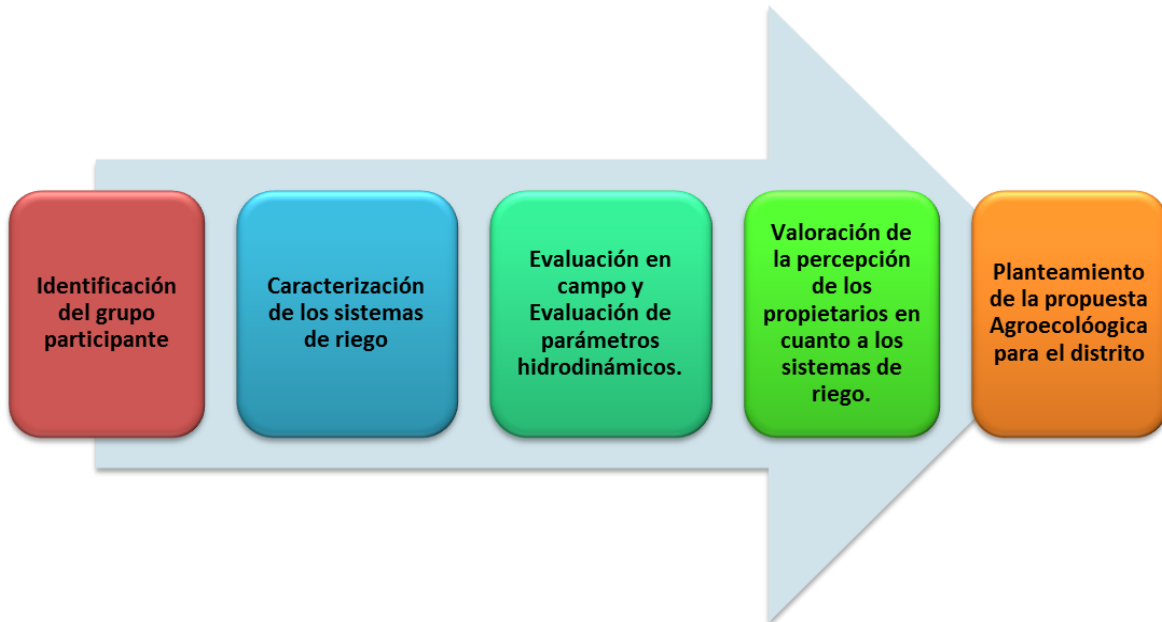 Identificación
del grupo
participante
Caracterización
de los sistemas
de riego
Evaluación en
campo y
Evaluación de
parámetros
hidrodinámicos.
Valoración de
la percepción
de los
propietarios en
cuanto a los
sistemas de
riego.
Planteamiento
de la propuesta
Agroecolóogica
para el distrito